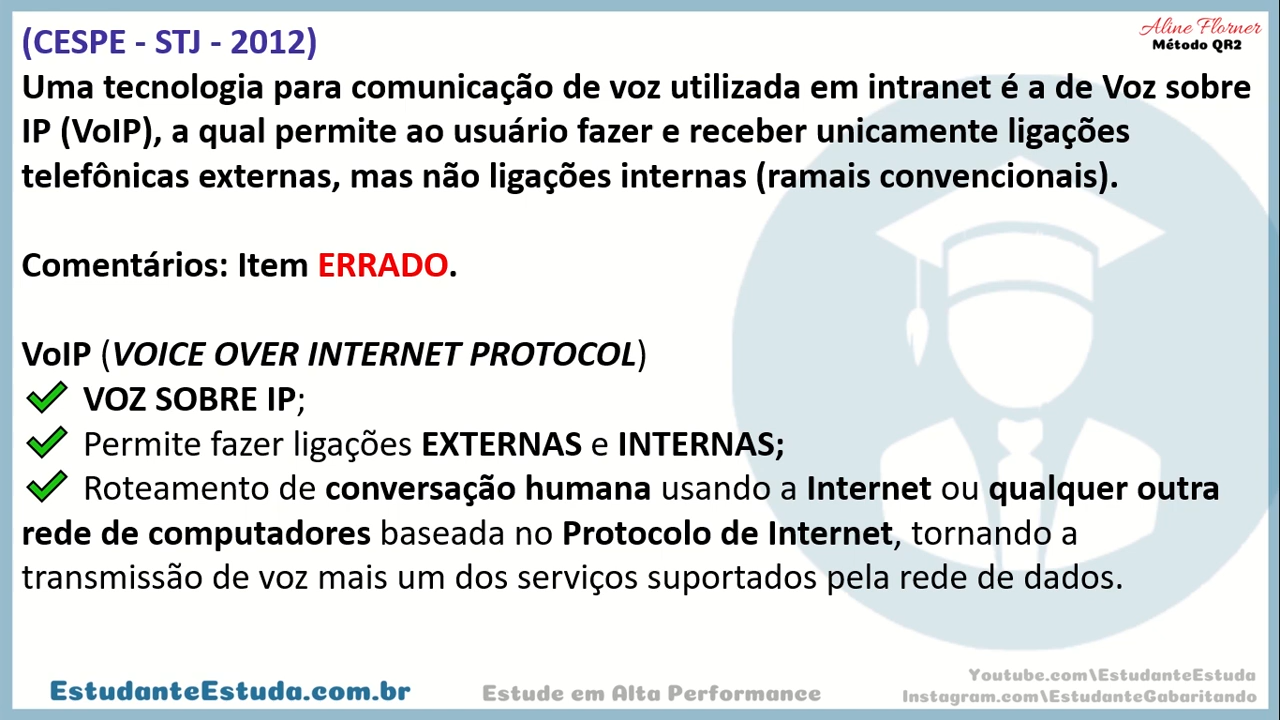 (CESPE - STJ - 2012)
Aline Florner
Método QR2
Uma tecnologia para comunicação de voz utilizada em intranet é a de Voz sobre
IP (VoIP), a qual permite ao usuário fazer e receber unicamente ligações
telefônicas externas, mas não ligações internas (ramais convencionais).
Comentários: Item ERRADO.
VoIP (VOICE OVER INTERNET PROTOCOL)
VOZ SOBRE IP;
Permite fazer ligações EXTERNAS e INTERNAS;
Roteamento de conversação humana usando a Internet ou qualquer outra
rede de computadores baseada no Protocolo de Internet, tornando a
transmissão de voz mais um dos serviços suportados pela rede de dados.
EstudanteEstuda.com.br
Estude em Alta Performance
Youtube.com\EstudanteEstuda
Instagram.com\EstudanteGabaritando